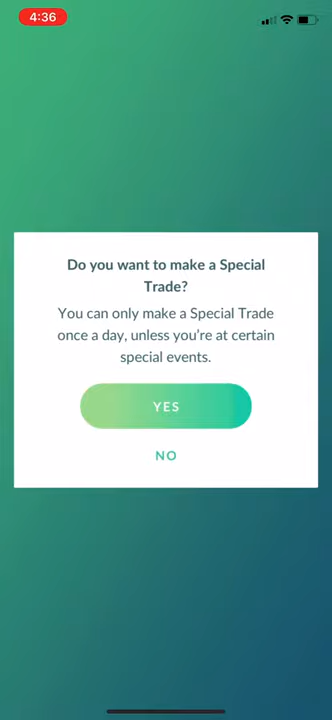 4:36
Do you want to make a Special
Trade?
You can only make a Special Trade
once a day, unless you're at certain
special events.
YES
NO